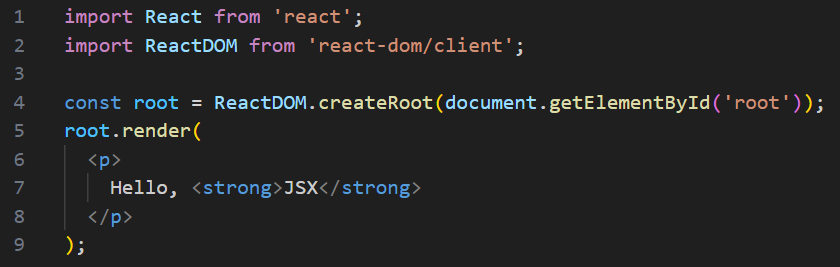 1 import React from 'react';
2 import ReactDOM from 'react-dom/client';
3
4 const root = ReactDOM.createRoot(document.getElementById('root'));
5 root.render(
6   <p>
7     Hello, <strong>JSX</strong>
8   </p>
9 );